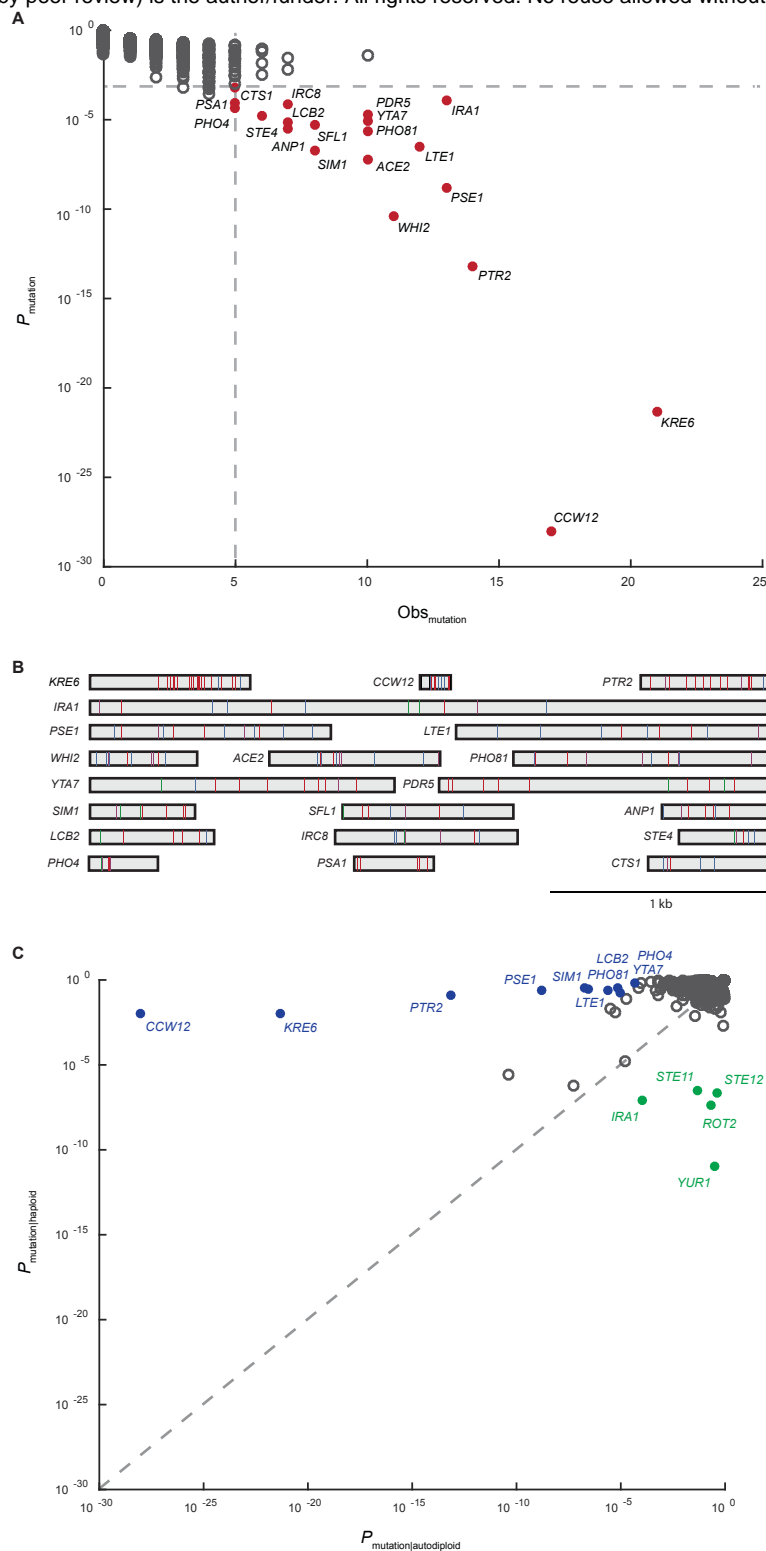 by peer review) is the author/funder. All rights reserved. No reuse allowed without
A
10 0
10 -5
10 -10
10 -15
10 -20
10 -25
10 -30
Pmutation
0 5 10 15 20 25
Obsmutation
PSA1
CTS1
IRC8
PHO4
LCB2
STE4
ANP1
SFL1
SIM1
PDR5
YTA7
PHO81
ACE2
IRA1
LTE1
PSE1
WHI2
PTR2
KRE6
CCW12
B
KRE6 CCW12 PTR2
IRA1
PSE1 LTE1
WHI2 ACE2 PHO81
YTA7 PDR5
SIM1 SFL1 ANP1
LCB2 IRC8 STE4
PHO4 PSA1 CTS1
1 kb
C
10 0
10 -5
10 -10
10 -15
10 -20
10 -25
10 -30
Pmutation|haploid
LCB2 PHO4
PSE1 SIM1 PHO81 YTA7
PTR2 LTE1
CCW12 KRE6
STE11 STE12
IRA1 ROT2
YUR1
10 -30 10 -25 10 -20 10 -15 10 -10 10 -5 10 0
Pmutation|autodiploid